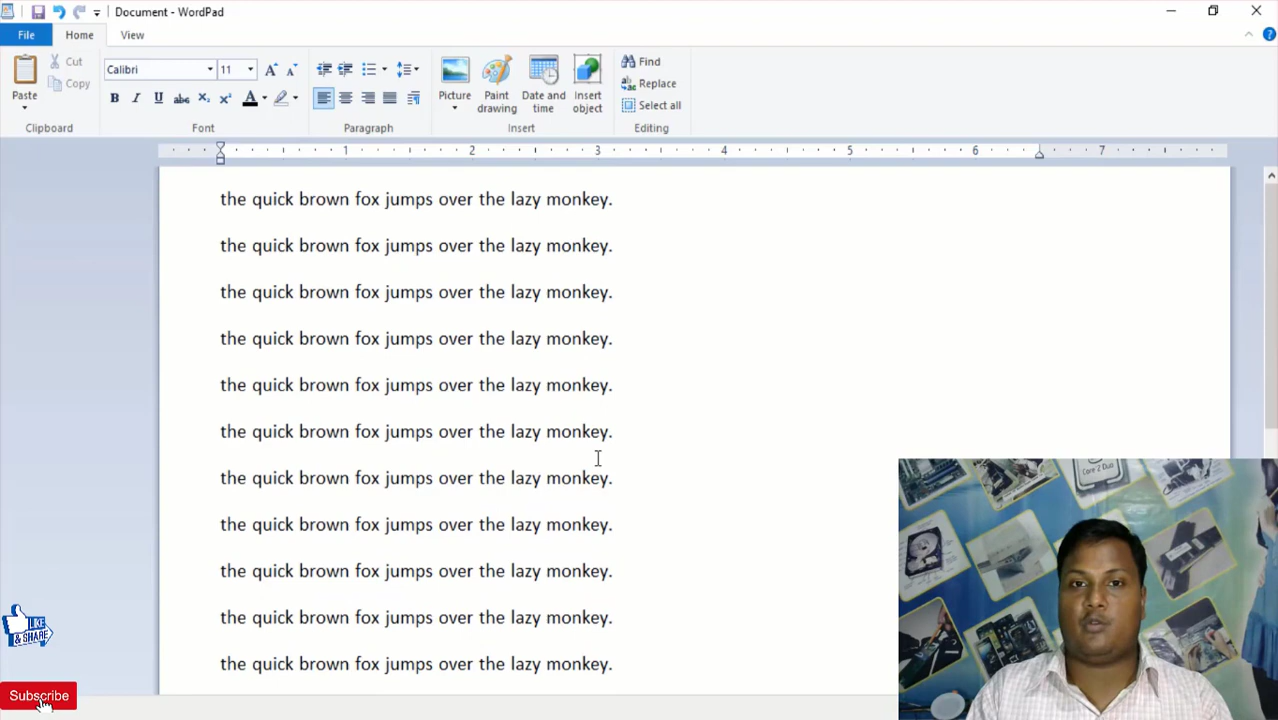 Document - WordPad
File
Home
View
Paste
Cut
Copy
Clipboard
Calibri
11
Font
Paragraph
Picture
Paint drawing
Date and time
Insert object
Insert
Find
Replace
Select all
Editing
1 2 3 4 5 6 7
the quick brown fox jumps over the lazy monkey.
the quick brown fox jumps over the lazy monkey.
the quick brown fox jumps over the lazy monkey.
the quick brown fox jumps over the lazy monkey.
the quick brown fox jumps over the lazy monkey.
the quick brown fox jumps over the lazy monkey.
the quick brown fox jumps over the lazy monkey.
the quick brown fox jumps over the lazy monkey.
the quick brown fox jumps over the lazy monkey.
the quick brown fox jumps over the lazy monkey.
the quick brown fox jumps over the lazy monkey.
Core 2 Duo
LIKE
& SHARE
Subscribe